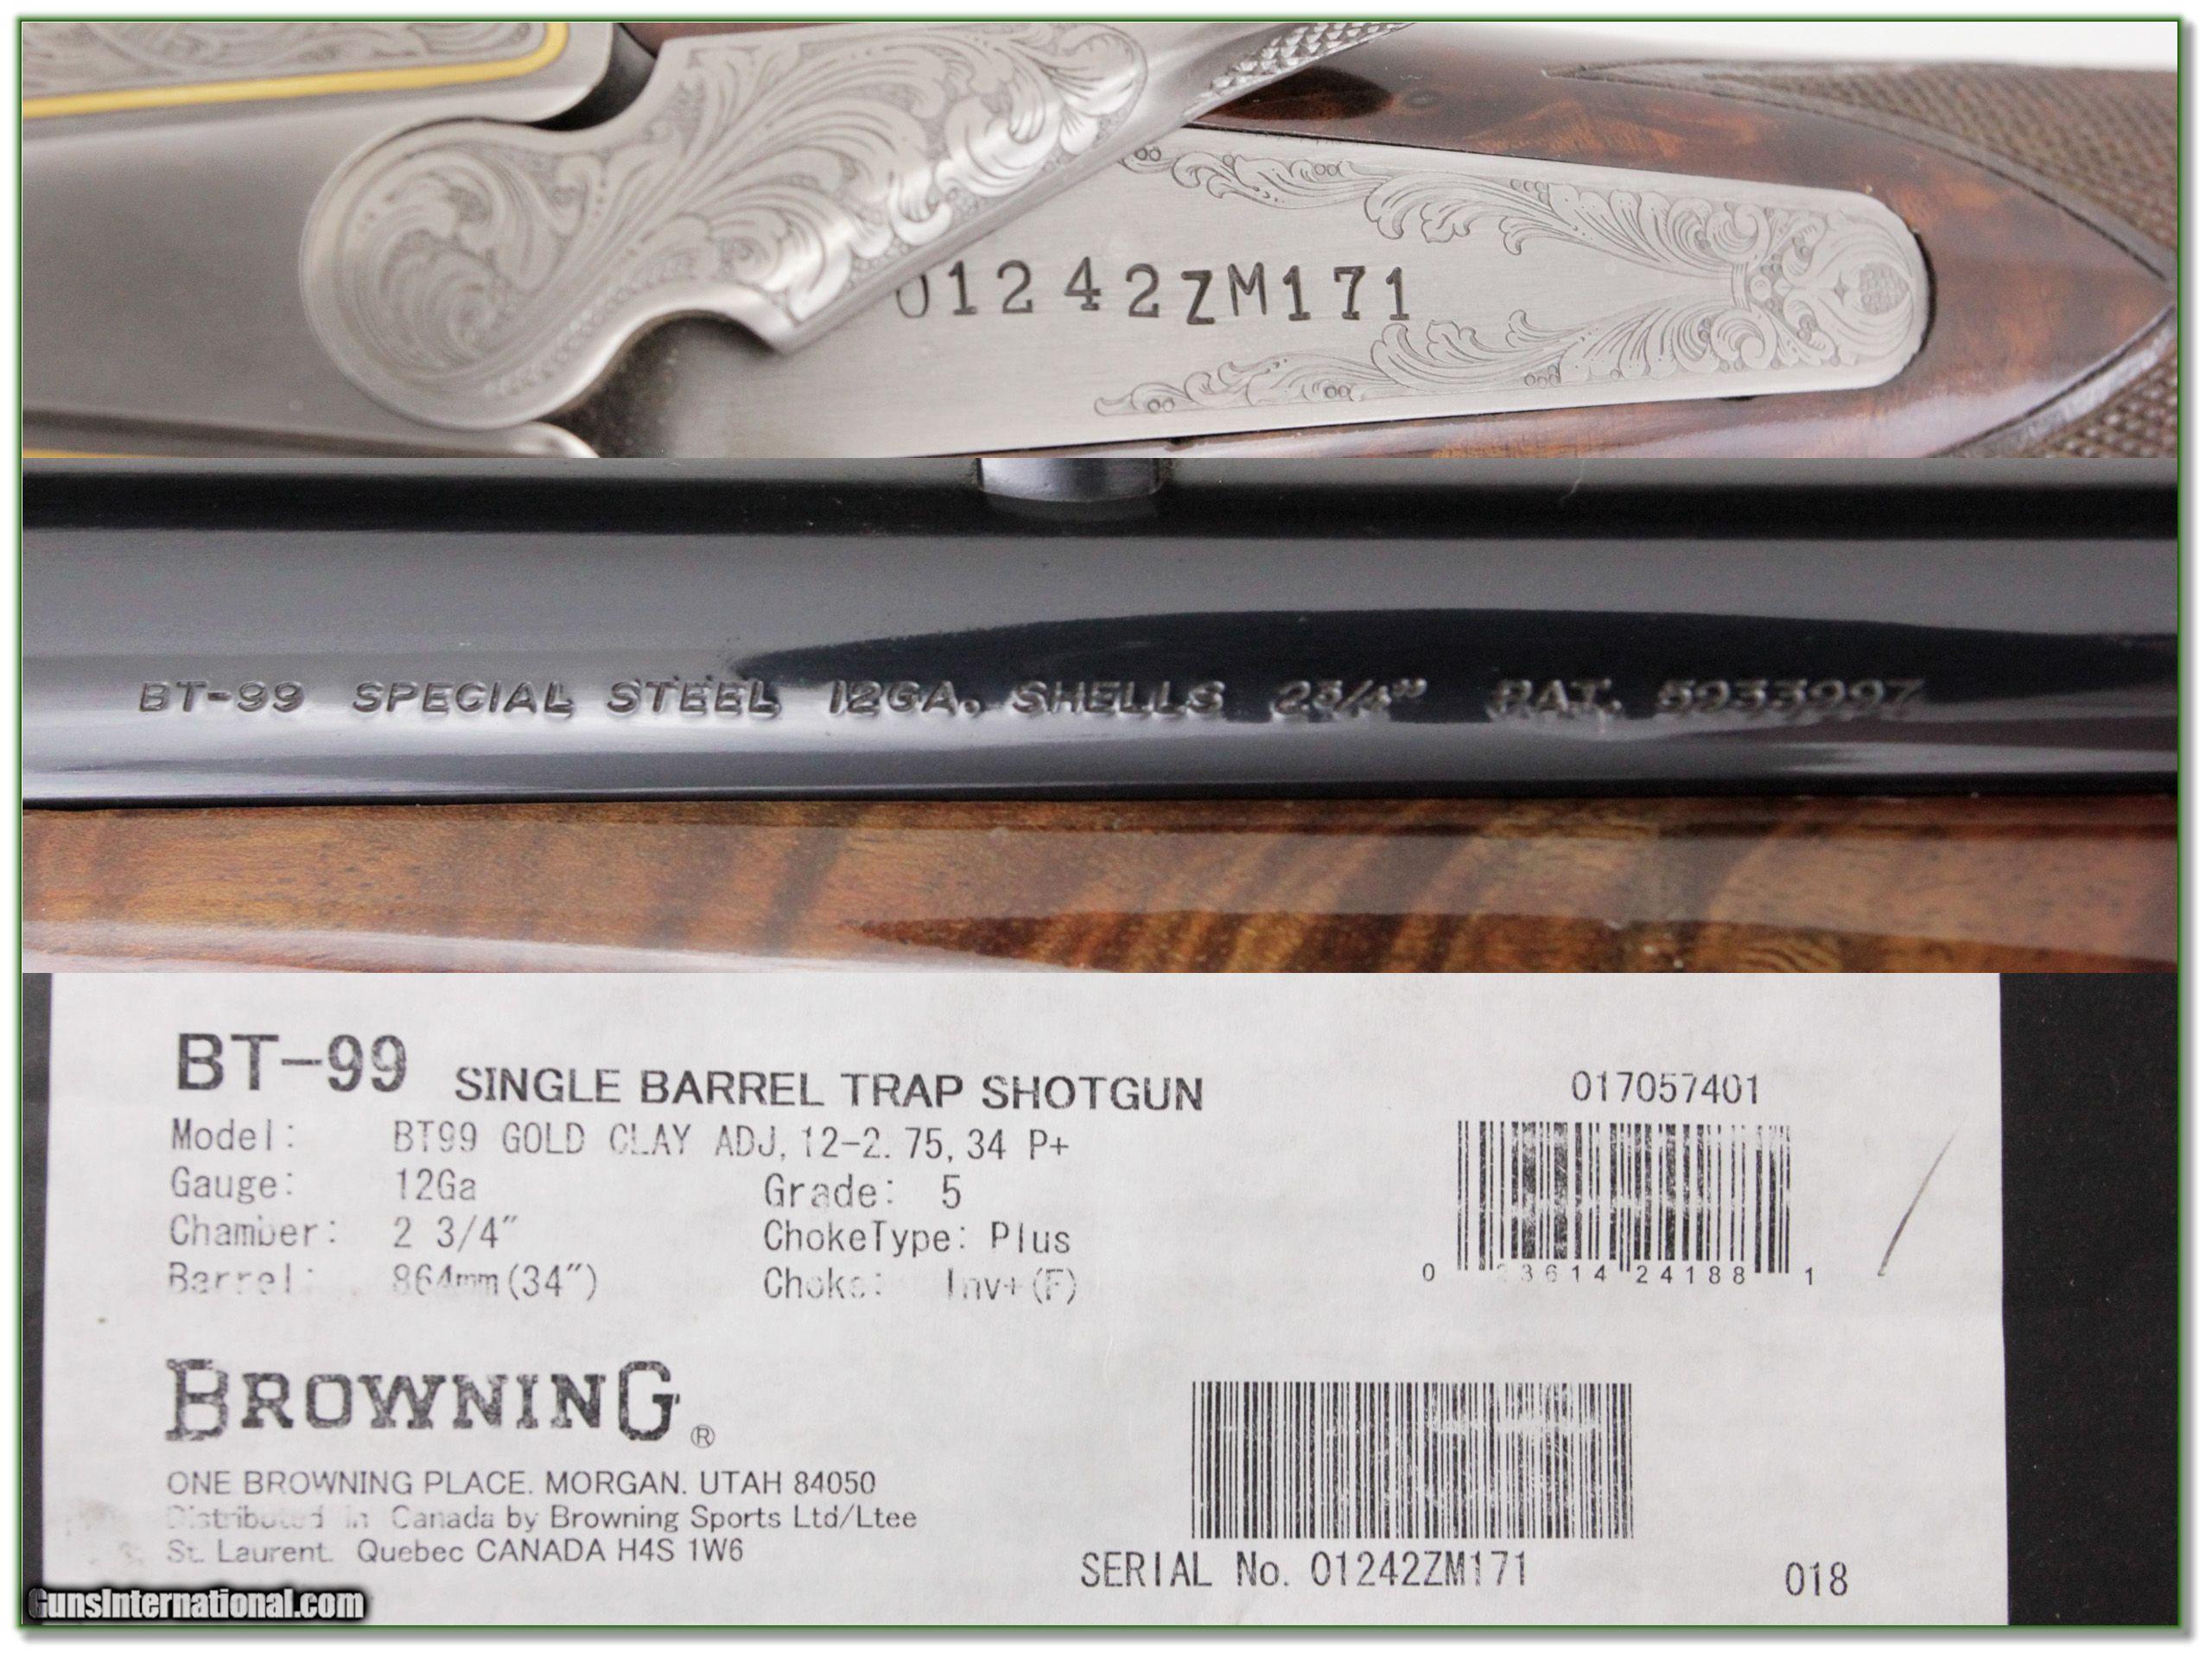 01242ZM171
BT-99 SPECIAL STEEL 12GA. SHELLS 2 3/4" PAT. 5933997
BT-99 SINGLE BARREL TRAP SHOTGUN
017057401
Model: BT99 GOLD CLAY ADJ, 12-2.75, 34 P+
Gauge: 12Ga Grade: 5
Chamber: 2 3/4" ChokeType: Plus
Barrel: 864mm(34") Choke: Inv+(F)
0 23614 24188 1
BROWNING®
ONE BROWNING PLACE. MORGAN. UTAH 84050
Distributed in Canada by Browning Sports Ltd/Ltee
St. Laurent. Quebec CANADA H4S 1W6
SERIAL No. 01242ZM171
018
GunsInternational.com